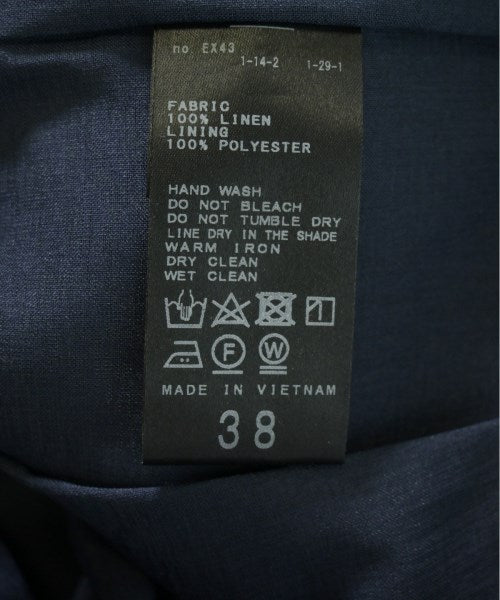 no. EX43
1-14-2 1-29-1
FABRIC
100% LINEN
LINING
100% POLYESTER
HAND WASH
DO NOT BLEACH
DO NOT TUMBLE DRY
LINE DRY IN THE SHADE
WARM IRON
DRY CLEAN
WET CLEAN
F W
MADE IN VIETNAM
38